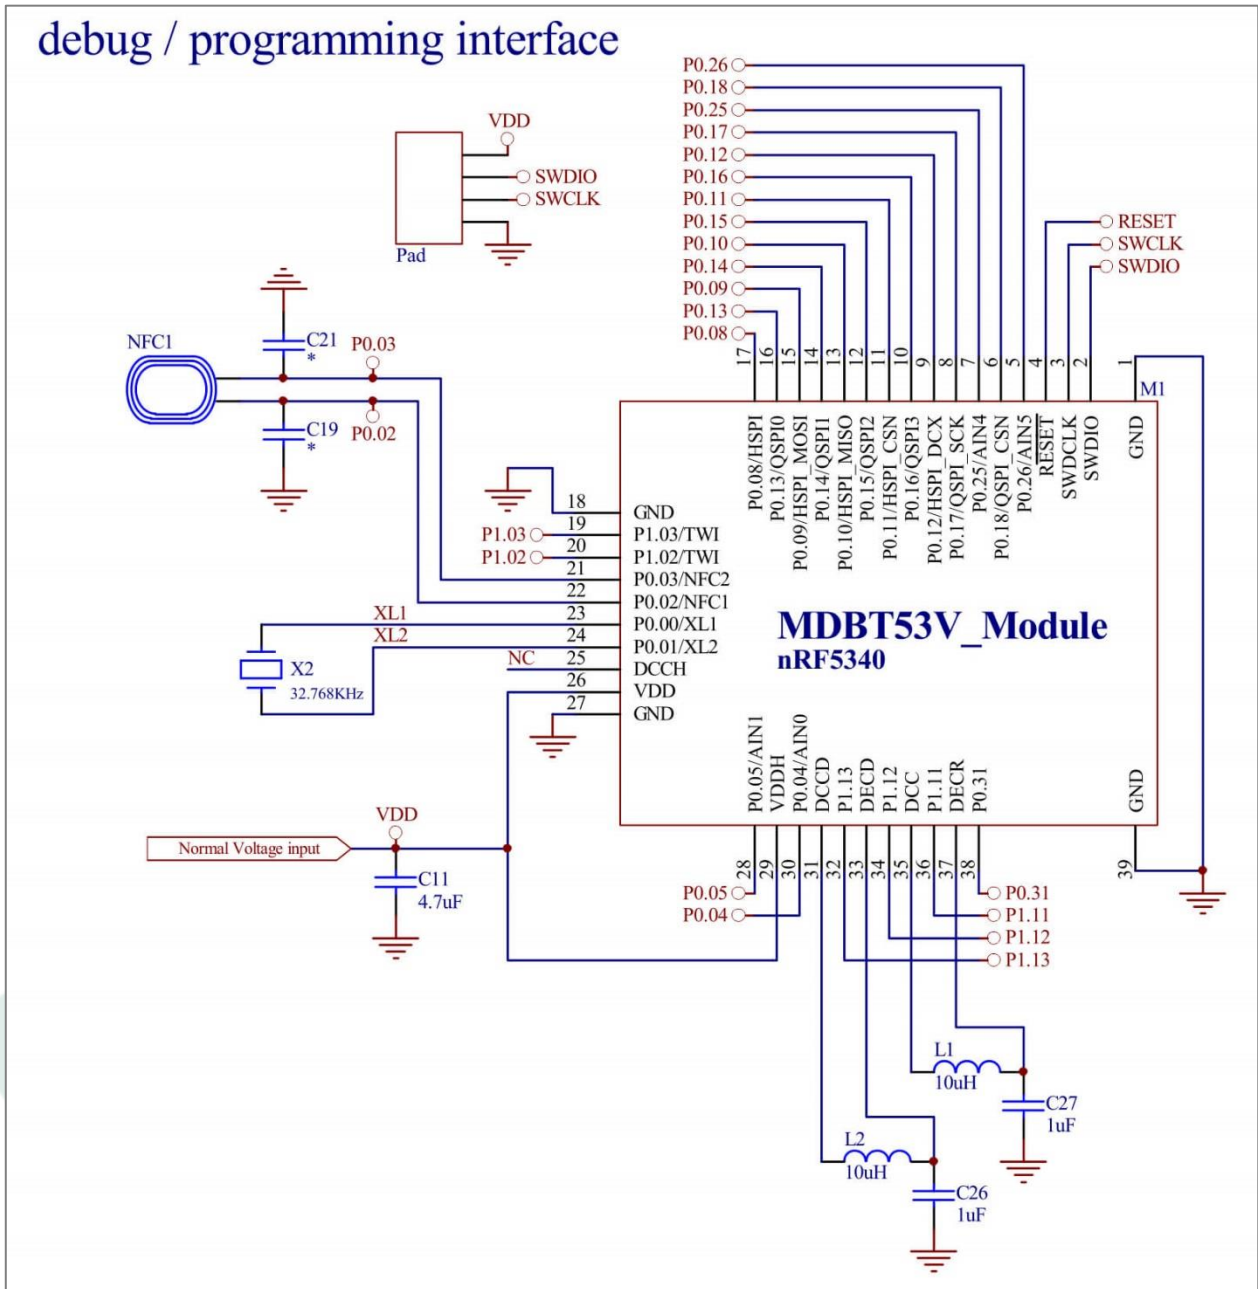 debug / programming interface
VDD
SWDIO
SWCLK
Pad
P0.26
P0.18
P0.25
P0.17
P0.12
P0.16
P0.11
P0.15
P0.10
P0.14
P0.09
P0.13
P0.08
RESET
SWCLK
SWDIO
NFC1
C21
*
P0.03
C19
*
P0.02
17
16
15
14
13
12
11
10
9
8
7
6
5
4
3
2
1
M1
P0.08/HSPI
P0.13/QSPI0
P0.09/HSPI_MOSI
P0.14/QSPI1
P0.10/HSPI_MISO
P0.15/QSPI2
P0.11/HSPI_CSN
P0.16/QSPI3
P0.12/HSPI_DCX
P0.17/QSPI_SCK
P0.25/AIN4
P0.18/QSPI_CSN
P0.26/AIN5
RESET
SWDCLK
SWDIO
GND
18 GND
P1.03 19 P1.03/TWI
P1.02 20 P1.02/TWI
21 P0.03/NFC2
22 P0.02/NFC1
XL1 23 P0.00/XL1
XL2 24 P0.01/XL2
NC 25 DCCH
26 VDD
27 GND
X2
32.768KHz
MDBT53V_Module
nRF5340
P0.05/AIN1
VDDH
P0.04/AIN0
DCCD
P1.13
DECD
P1.12
DCC
P1.11
DECR
P0.31
GND
28
29
30
31
32
33
34
35
36
37
38
39
Normal Voltage input
VDD
C11
4.7uF
P0.05
P0.04
P0.31
P1.11
P1.12
P1.13
L1
10uH
C27
1uF
L2
10uH
C26
1uF